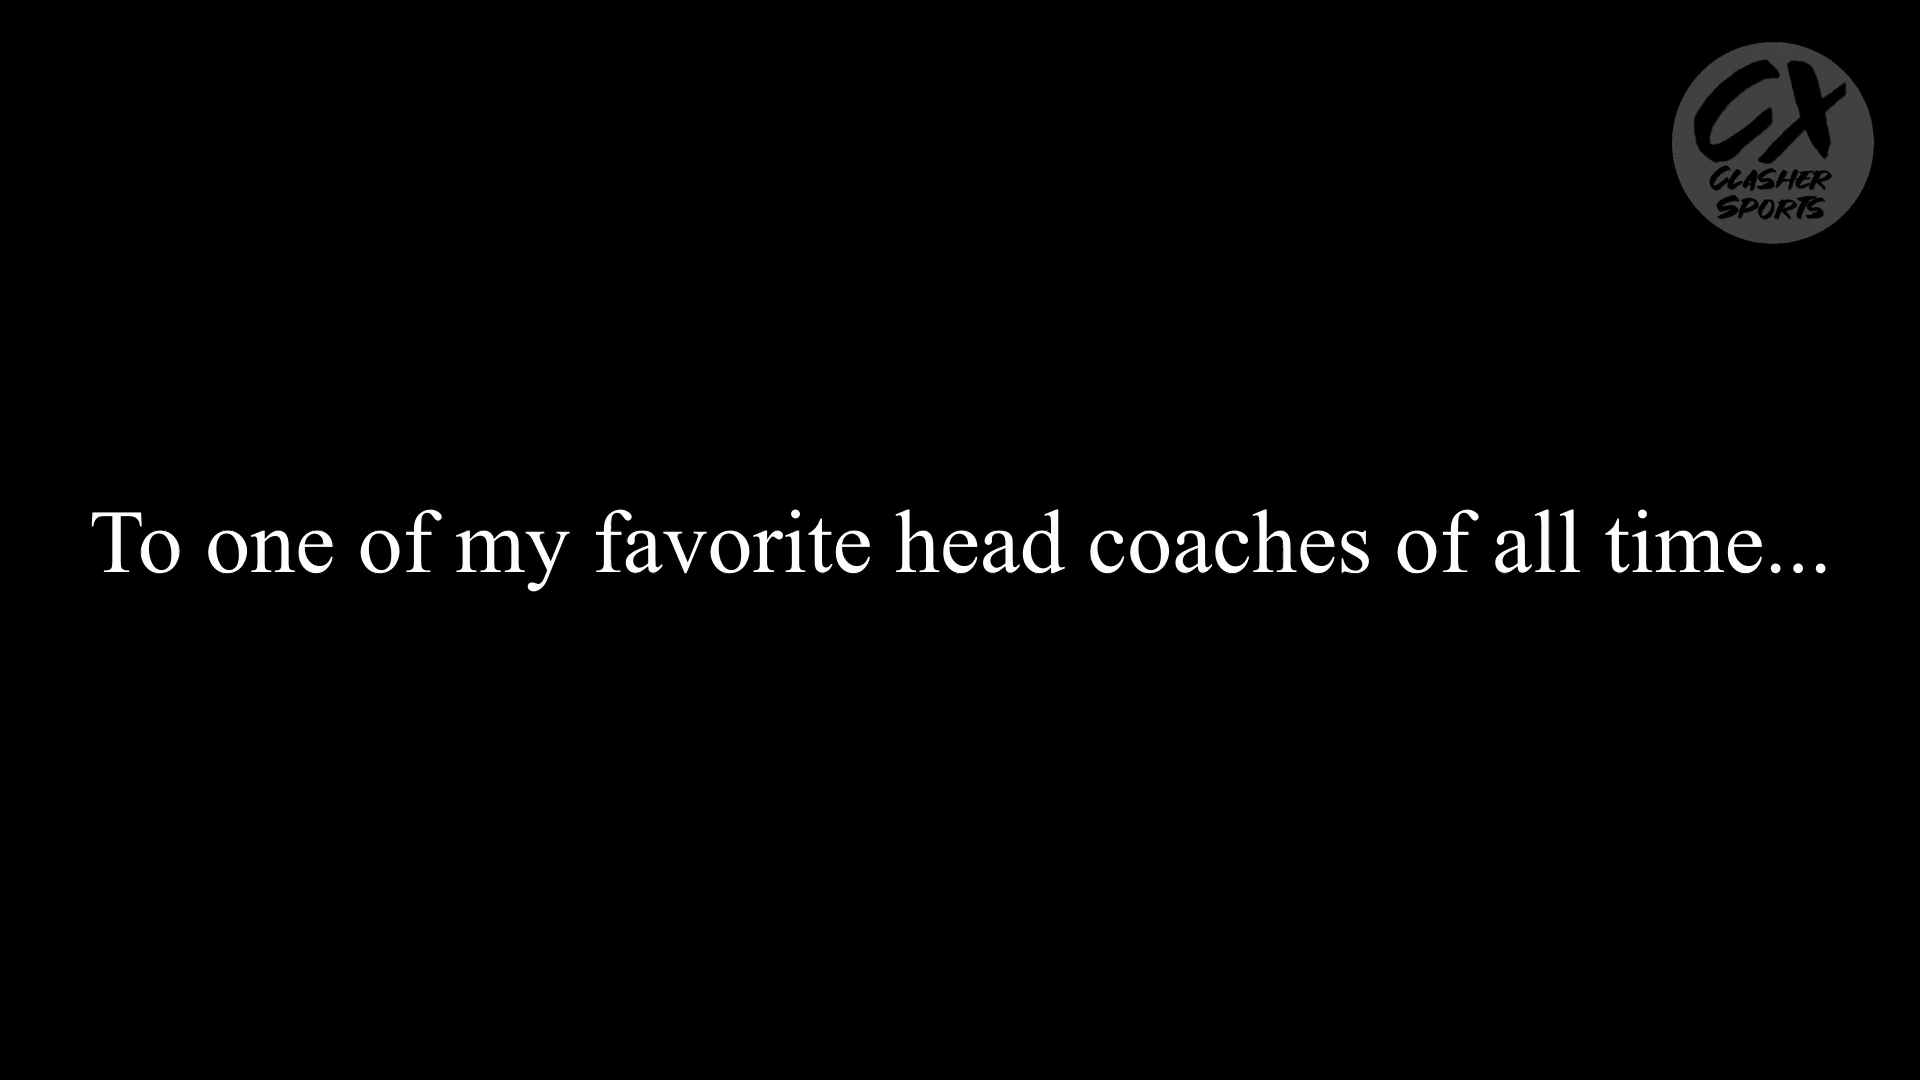 CX
CLASHER
SPORTS
To one of my favorite head coaches of all time...